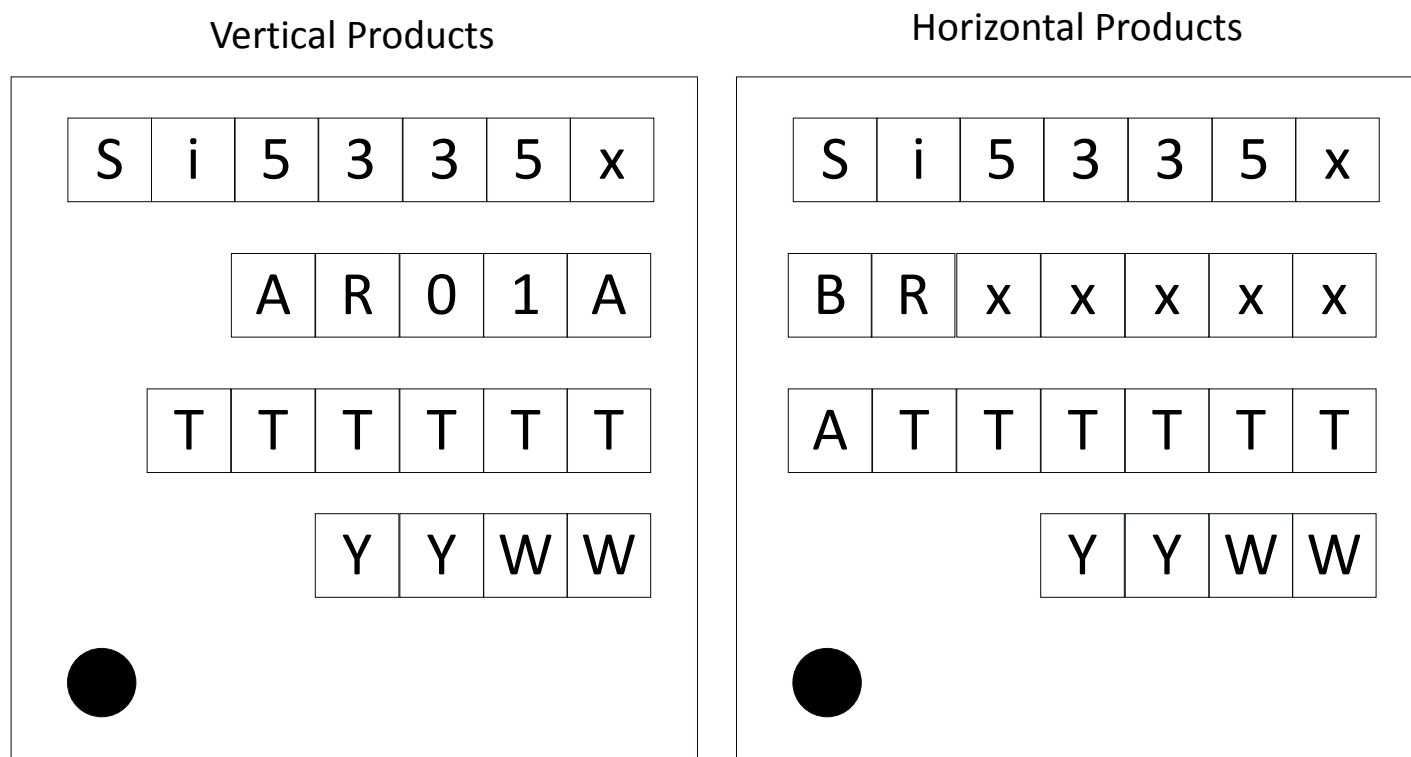 Vertical Products
Si5335x
AR01A
TTTTTT
YYWW
Horizontal Products
Si5335x
BRxxxxx
ATTTTTT
YYWW